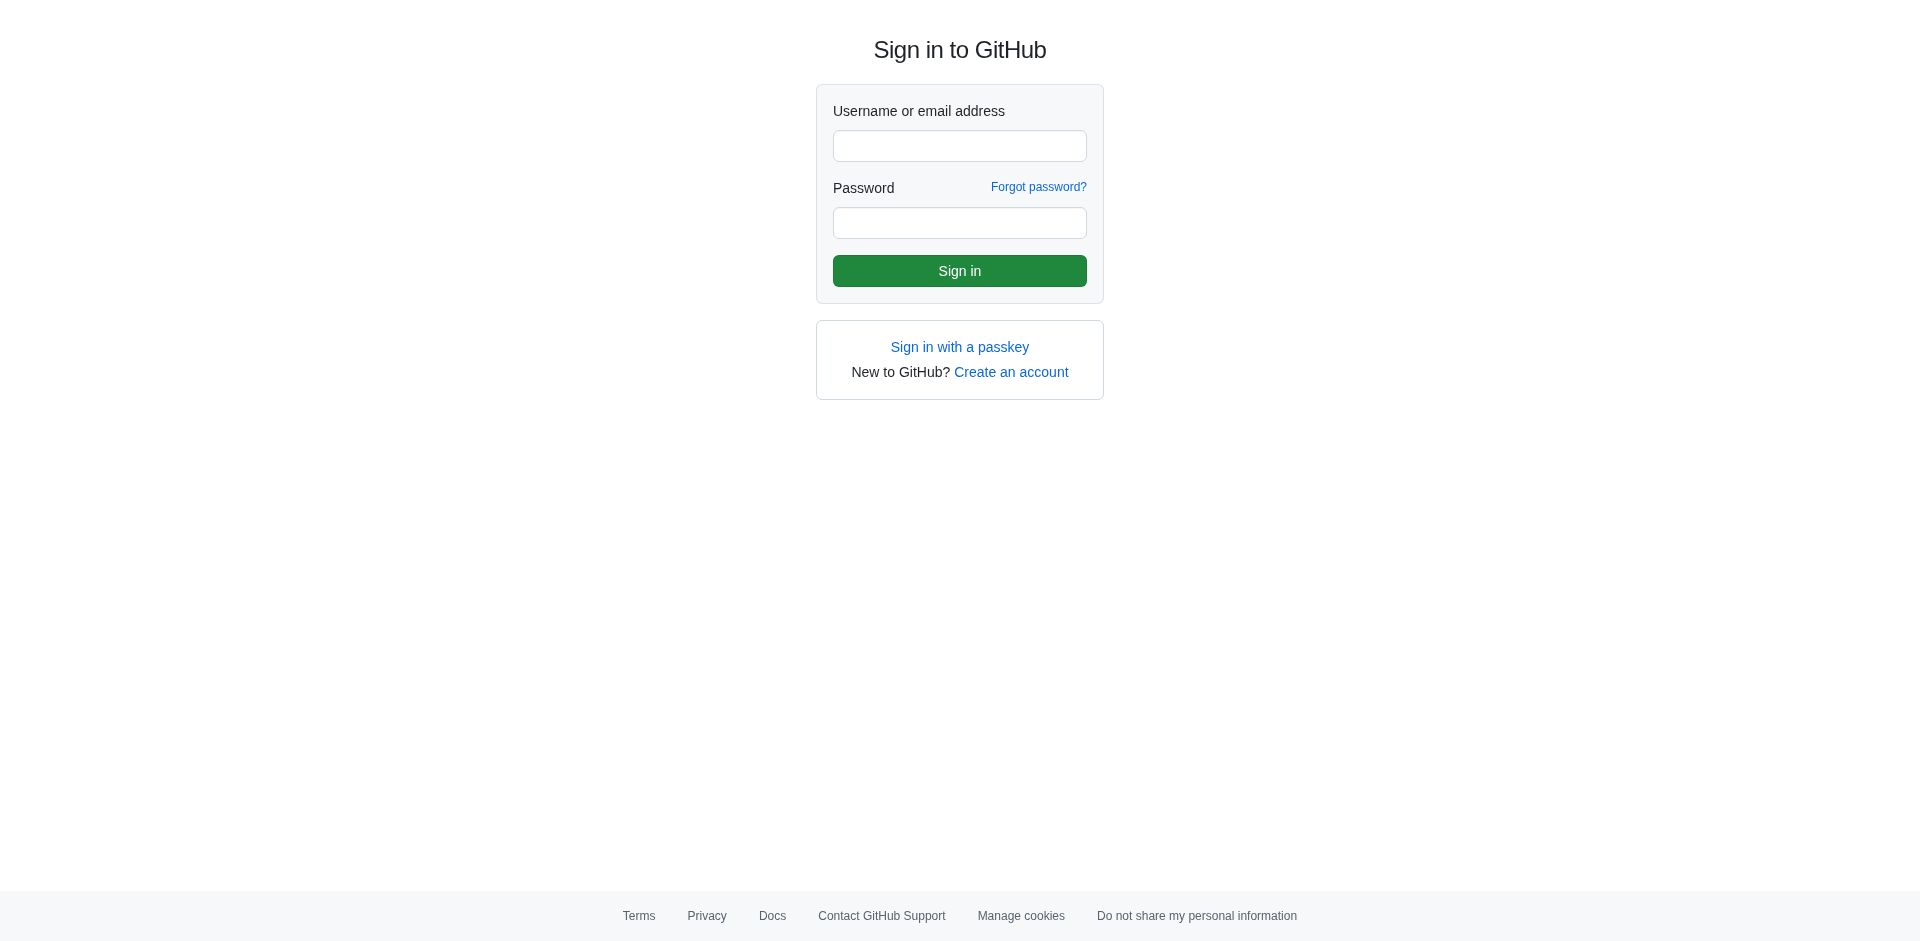 Sign in to GitHub
Username or email address
Password Forgot password?
Sign in
Sign in with a passkey
New to GitHub? Create an account
Terms Privacy Docs Contact GitHub Support Manage cookies Do not share my personal information